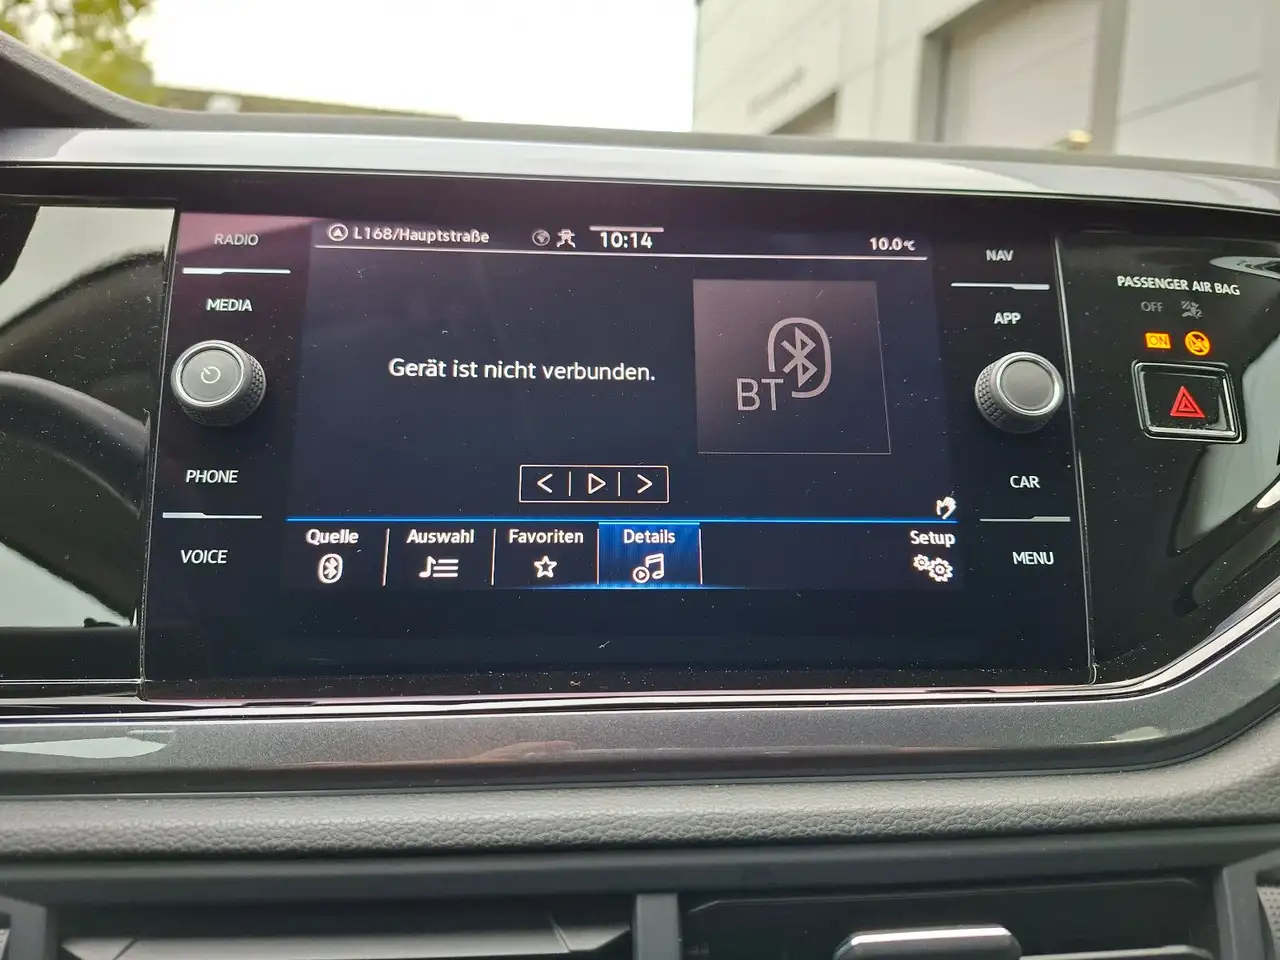 RADIO
MEDIA
PHONE
VOICE
L168/Hauptstraße
10:14
10.0°C
Gerät ist nicht verbunden.
BT
Quelle
Auswahl
Favoriten
Details
Setup
NAV
APP
CAR
MENU
PASSENGER AIR BAG
OFF
ON